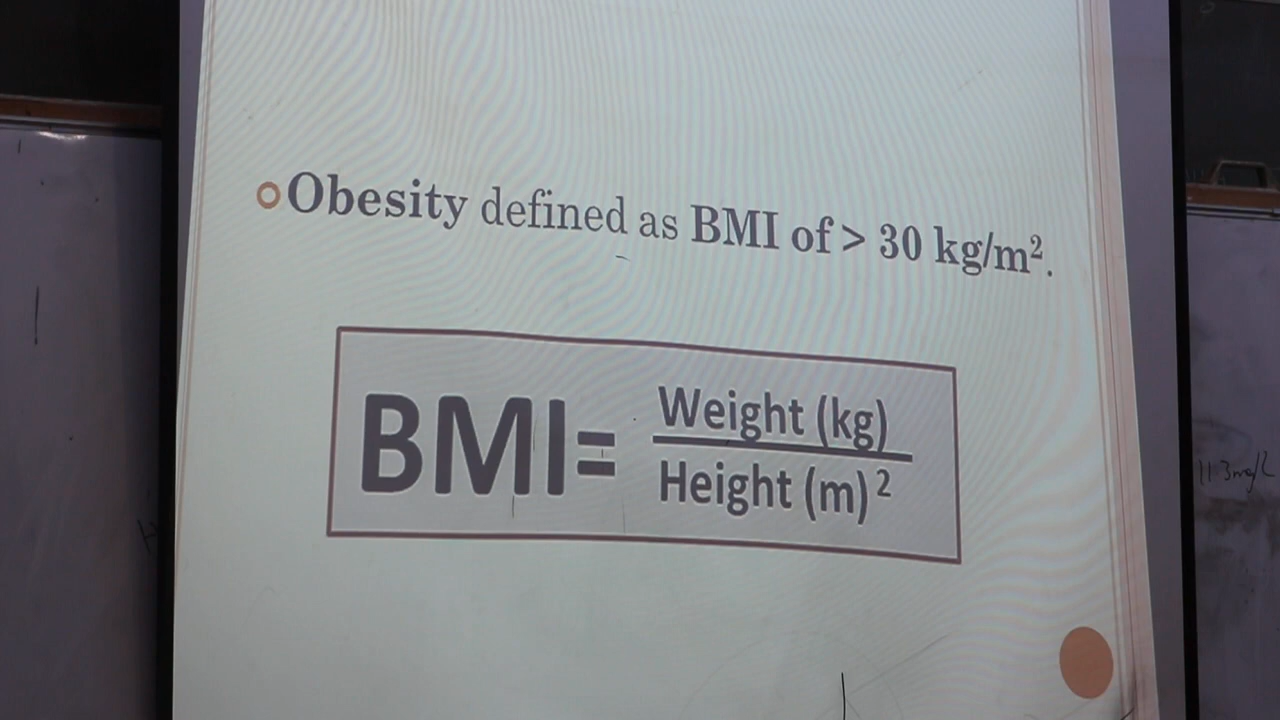 Obesity defined as BMI of > 30 kg/m².
BMI= Weight (kg)
Height (m) ²